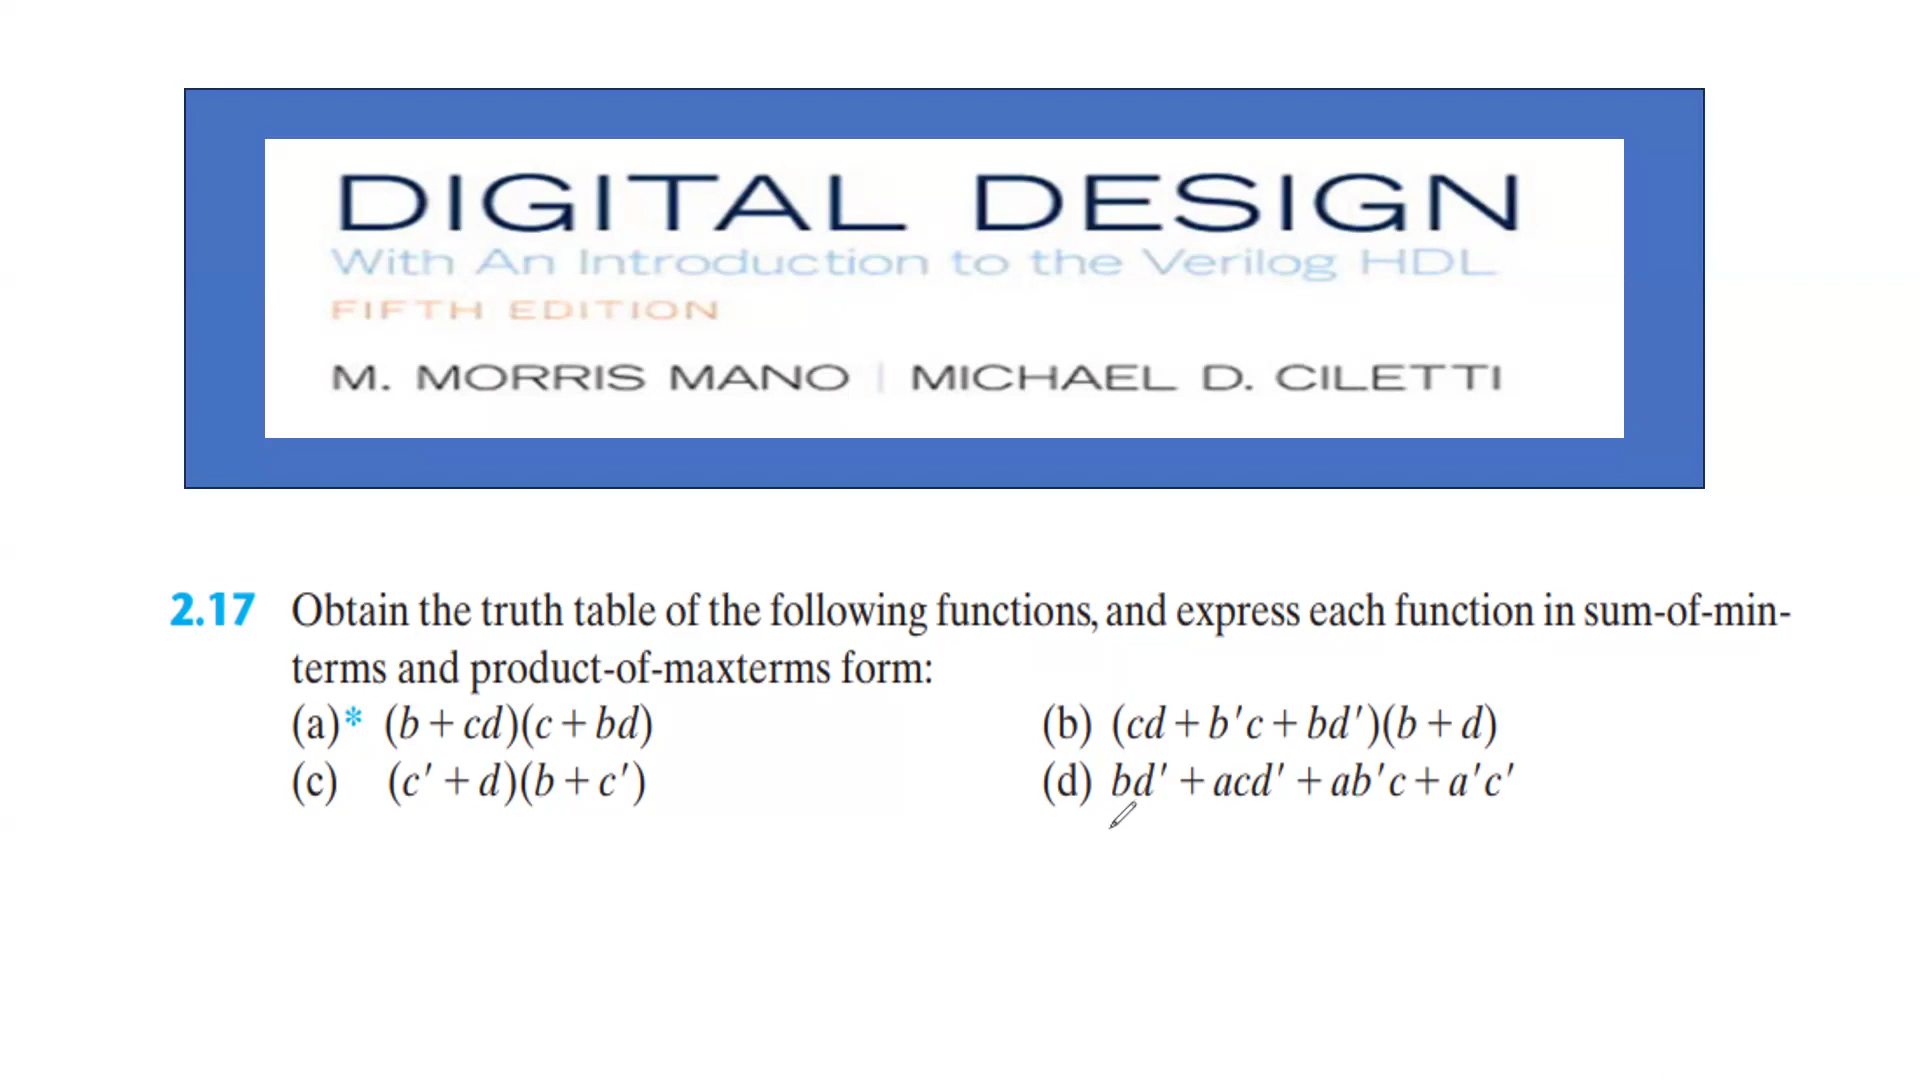 DIGITAL DESIGN
With An Introduction to the Verilog HDL
FIFTH EDITION
M. MORRIS MANO | MICHAEL D. CILETTI
2.17 Obtain the truth table of the following functions, and express each function in sum-of-min-
terms and product-of-maxterms form:
(a)* (b + cd)(c + bd) (b) (cd + b′c + bd′)(b + d)
(c) (c′ + d)(b + c′) (d) bd′ + acd′ + ab′c + a′c′